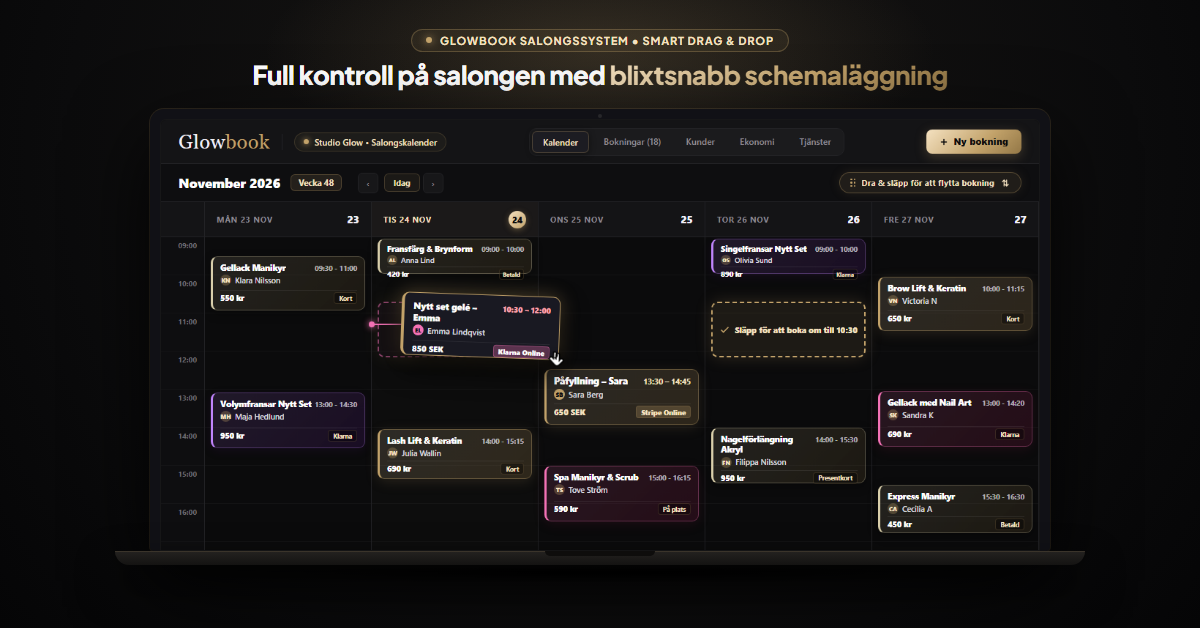 GLOWBOOK SALONGSSYSTEM • SMART DRAG & DROP
Full kontroll på salongen med blixtsnabb schemaläggning
Glowbook
Studio Glow • Salongskalender
Kalender
Bokningar (18)
Kunder
Ekonomi
Tjänster
+ Ny bokning
November 2026
Vecka 48
‹
Idag
›
Dra & släpp för att flytta bokning
MÅN 23 NOV 23
TIS 24 NOV 24
ONS 25 NOV 25
TOR 26 NOV 26
FRE 27 NOV 27
09:00
10:00
11:00
12:00
13:00
14:00
15:00
16:00
Gellack Manikyr 09:30 – 11:00
KN Klara Nilsson
550 kr Kort
Volymfransar Nytt Set 13:00 – 14:30
MH Maja Hedlund
950 kr Klarna
Fransfärg & Brynform 09:00 – 10:00
AL Anna Lind
420 kr Betald
Nytt set gelé –
Emma
10:30 – 12:00
EL Emma Lindqvist
850 SEK Klarna Online
Lash Lift & Keratin 14:00 – 15:15
JW Julia Wallin
690 kr Kort
Påfyllning – Sara 13:30 – 14:45
SB Sara Berg
650 SEK Stripe Online
Spa Manikyr & Scrub 15:00 – 16:15
TS Tove Ström
590 kr På plats
Singelfransar Nytt Set 09:00 – 10:00
OS Olivia Sund
890 kr Klarna
✓ Släpp för att boka om till 10:30
Nagelförlängning
Akryl
14:00 – 15:30
FN Filippa Nilsson
950 kr Presentkort
Brow Lift & Keratin 10:00 – 11:15
VN Victoria N
650 kr Kort
Gellack med Nail Art 13:00 – 14:20
SK Sandra K
690 kr Klarna
Express Manikyr 15:30 – 16:30
CA Cecilia A
450 kr Betald